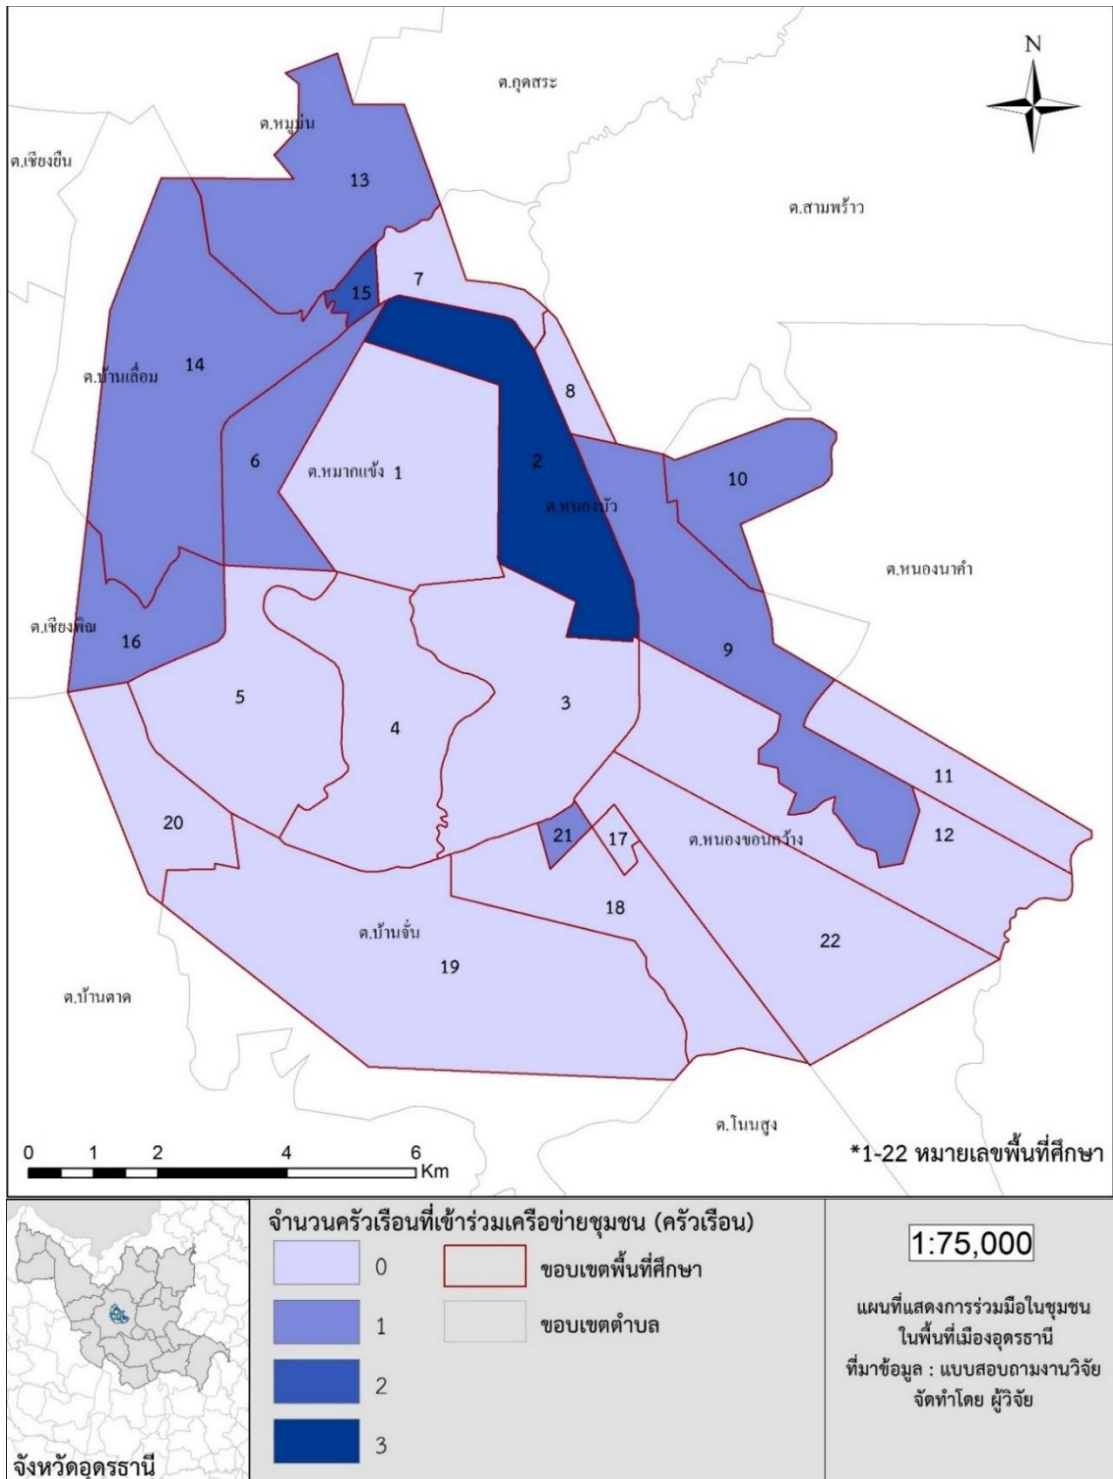 N
ต.กุดสระ
ต.หมูม่น
ต.เชียงยืน
13
ต.สามพร้าว
7
15
14
ต.บ้านเลื่อม
8
6
2
ต.หมากแข้ง 1
10
ต.หนองบัว
ต.หนองนาคำ
ต.เชียงพิณ
16
9
5
3
4
11
20
21
17
ต.หนองขอนกว้าง
12
18
ต.บ้านจั่น
22
19
ต.บ้านตาด
ต.โนนสูง
0 1 2 4 6
Km
*1-22 หมายเลขพื้นที่ศึกษา
จำนวนครัวเรือนที่เข้าร่วมเครือข่ายชุมชน (ครัวเรือน)
0
ขอบเขตพื้นที่ศึกษา
1
ขอบเขตตำบล
2
3
1:75,000
แผนที่แสดงการร่วมมือในชุมชน
ในพื้นที่เมืองอุดรธานี
ที่มาข้อมูล : แบบสอบถามงานวิจัย
จัดทำโดย ผู้วิจัย
จังหวัดอุดรธานี